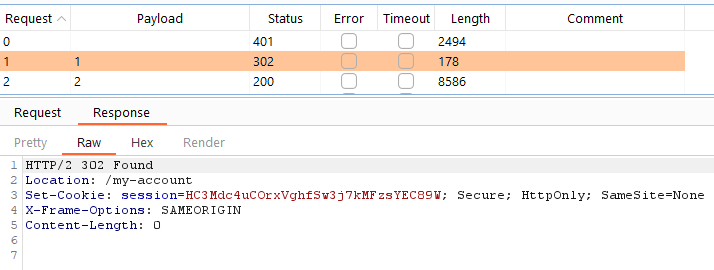 Request Payload Status Error Timeout Length Comment
0 401 2494
1 1 302 178
2 2 200 8586
Request Response
Pretty Raw Hex Render
1 HTTP/2 302 Found
2 Location: /my-account
3 Set-Cookie: session=HC3Mdc4uCOrxVghfSw3j7kMFzsYEC89W; Secure; HttpOnly; SameSite=None
4 X-Frame-Options: SAMEORIGIN
5 Content-Length: 0
6
7